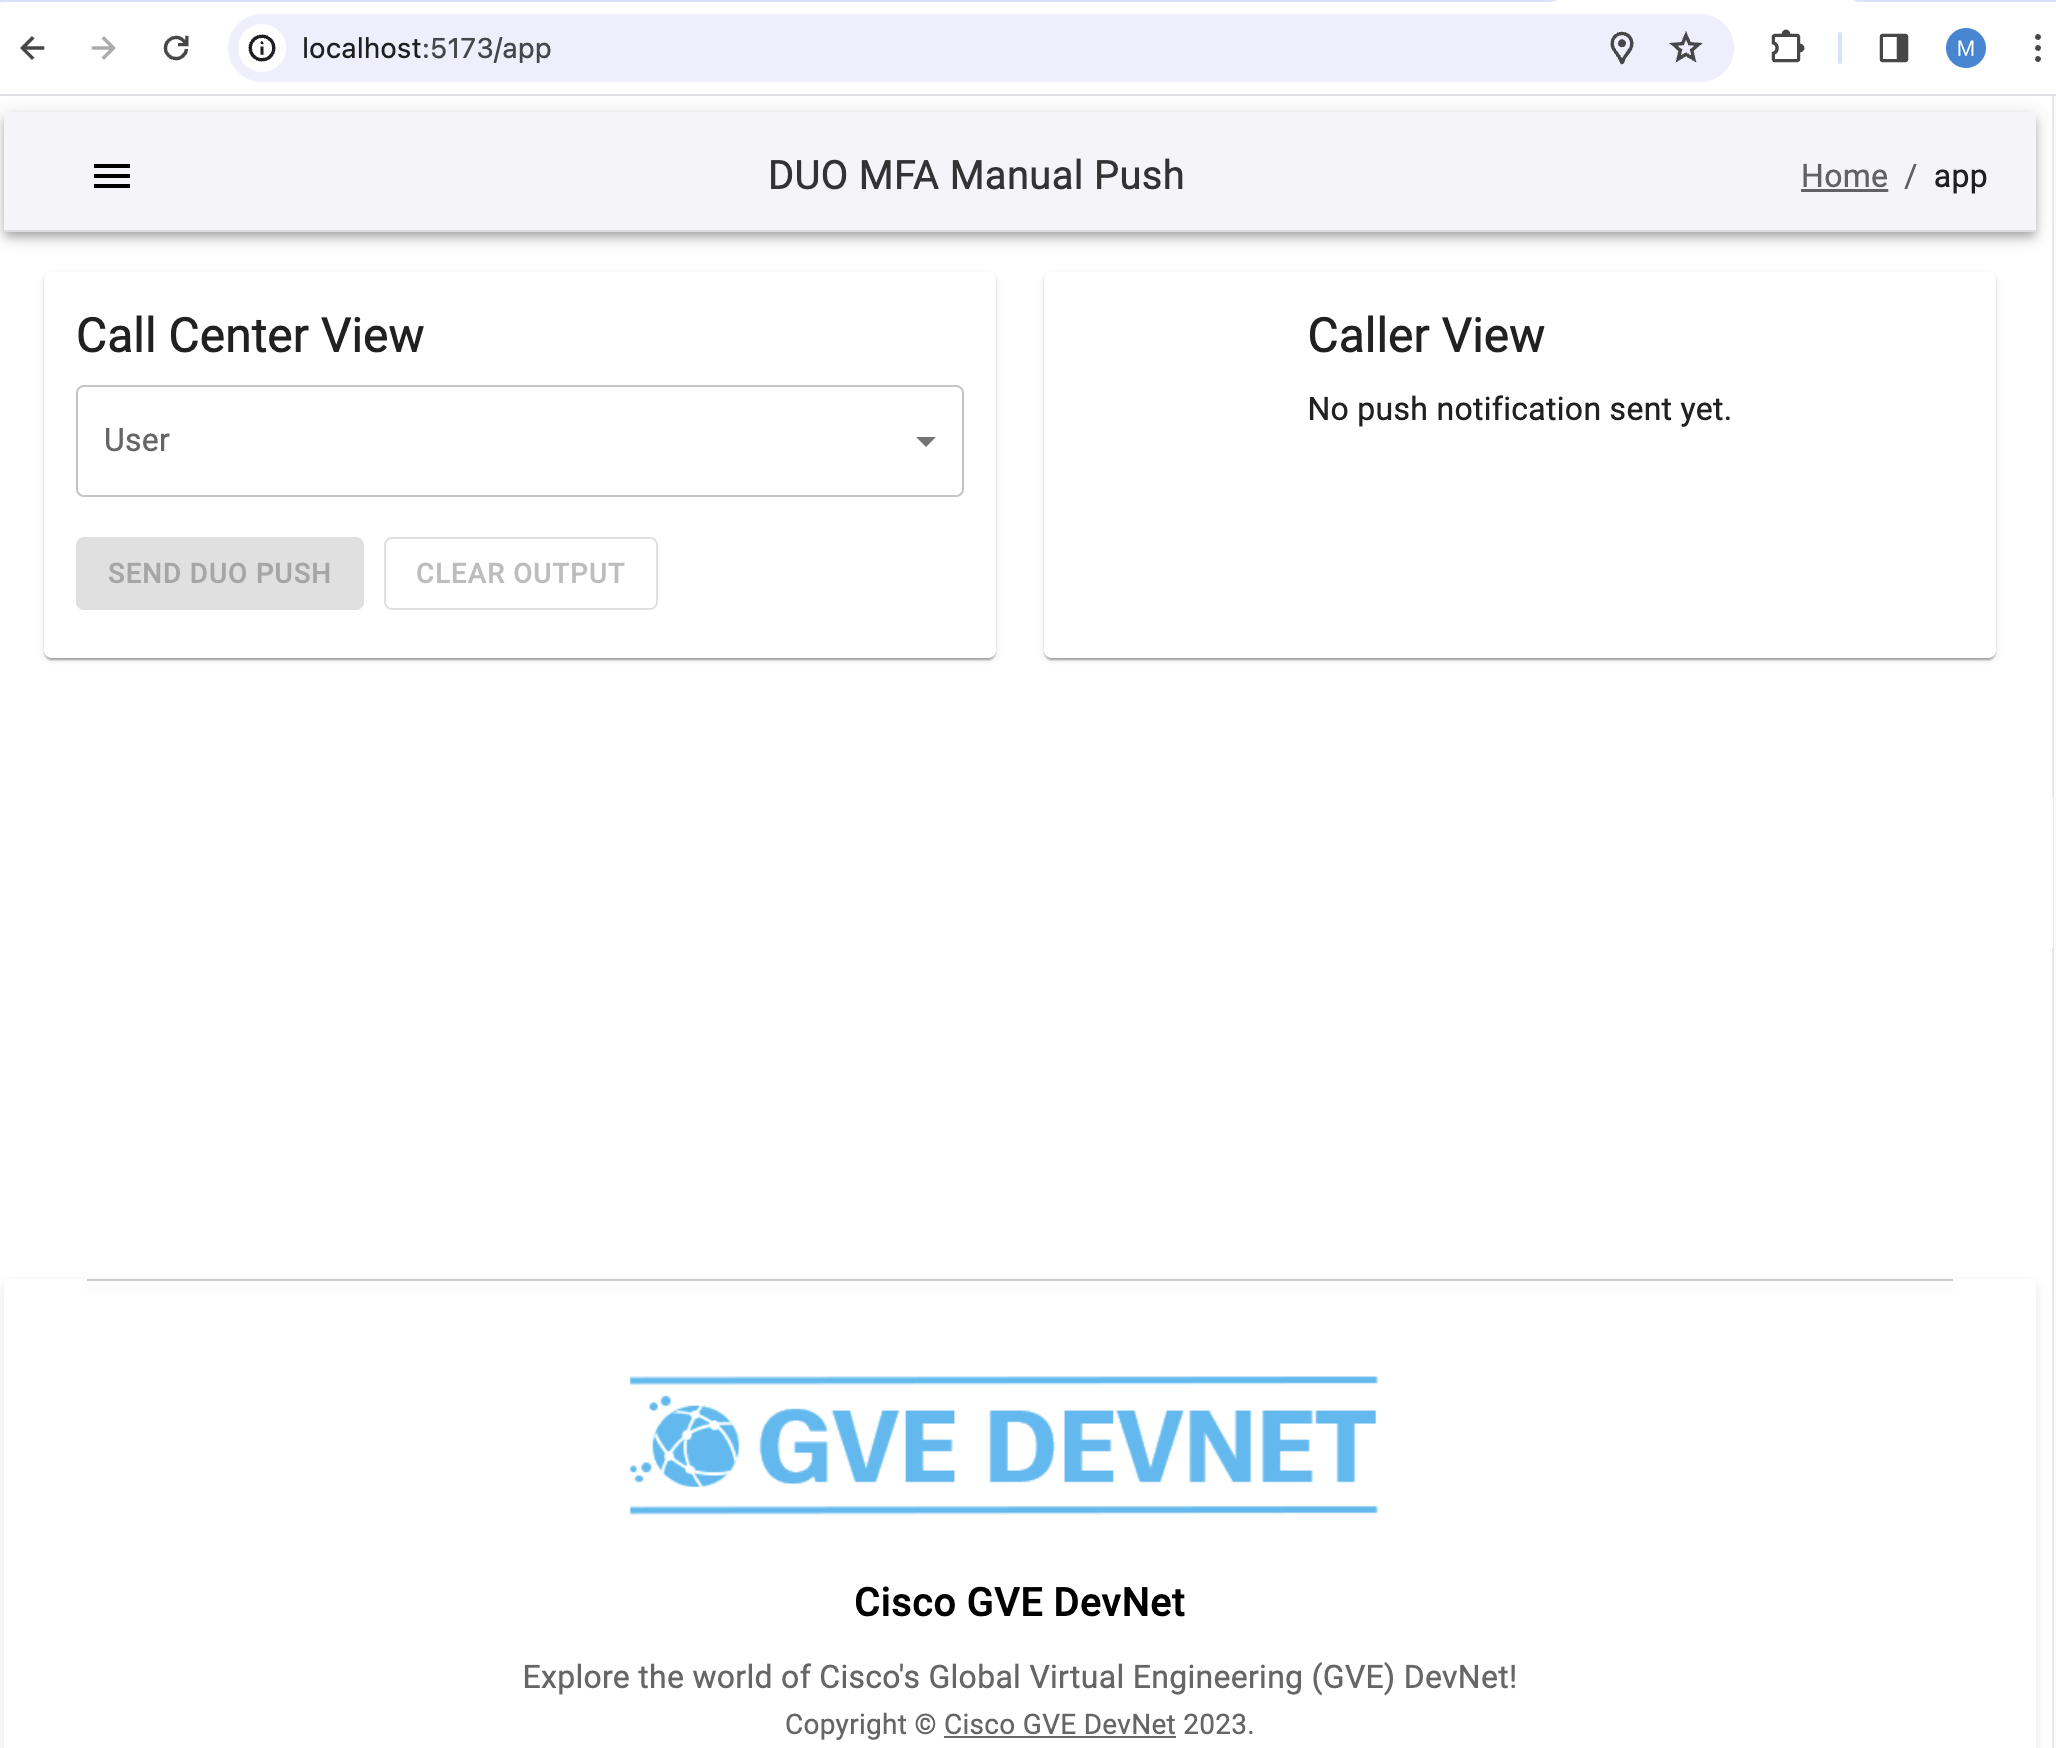 localhost:5173/app
M
DUO MFA Manual Push
Home / app
Call Center View
User
SEND DUO PUSH
CLEAR OUTPUT
Caller View
No push notification sent yet.
GVE DEVNET
Cisco GVE DevNet
Explore the world of Cisco's Global Virtual Engineering (GVE) DevNet!
Copyright © Cisco GVE DevNet 2023.